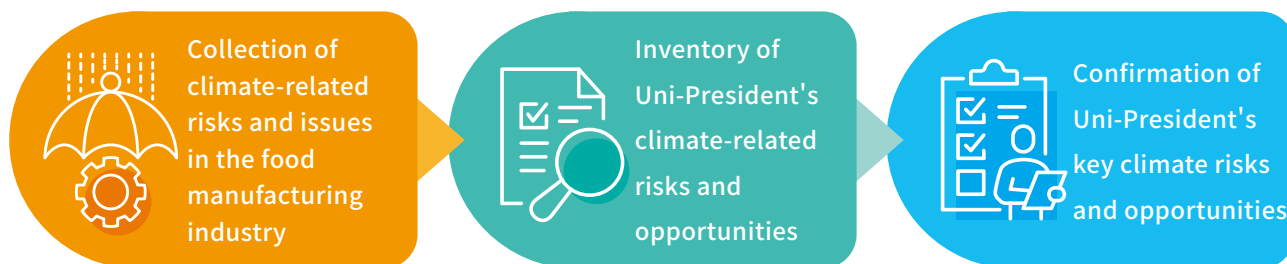 Collection of
climate-related
risks and issues
in the food
manufacturing
industry
Inventory of
Uni-President's
climate-related
risks and
opportunities
Confirmation of
Uni-President's
key climate risks
and opportunities